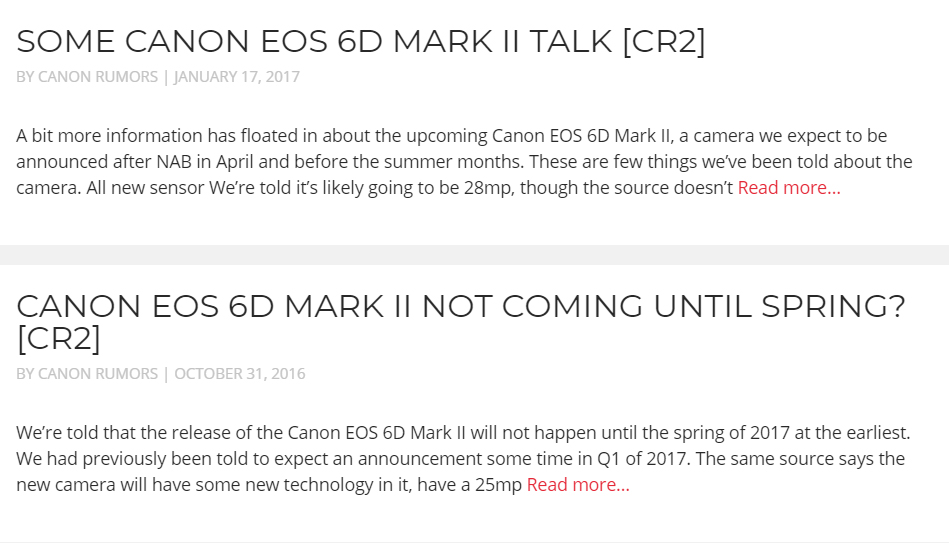 SOME CANON EOS 6D MARK II TALK [CR2]
BY CANON RUMORS | JANUARY 17, 2017
A bit more information has floated in about the upcoming Canon EOS 6D Mark II, a camera we expect to be
announced after NAB in April and before the summer months. These are few things we’ve been told about the
camera. All new sensor We’re told it’s likely going to be 28mp, though the source doesn’t Read more...
CANON EOS 6D MARK II NOT COMING UNTIL SPRING?
[CR2]
BY CANON RUMORS | OCTOBER 31, 2016
We’re told that the release of the Canon EOS 6D Mark II will not happen until the spring of 2017 at the earliest.
We had previously been told to expect an announcement some time in Q1 of 2017. The same source says the
new camera will have some new technology in it, have a 25mp Read more...